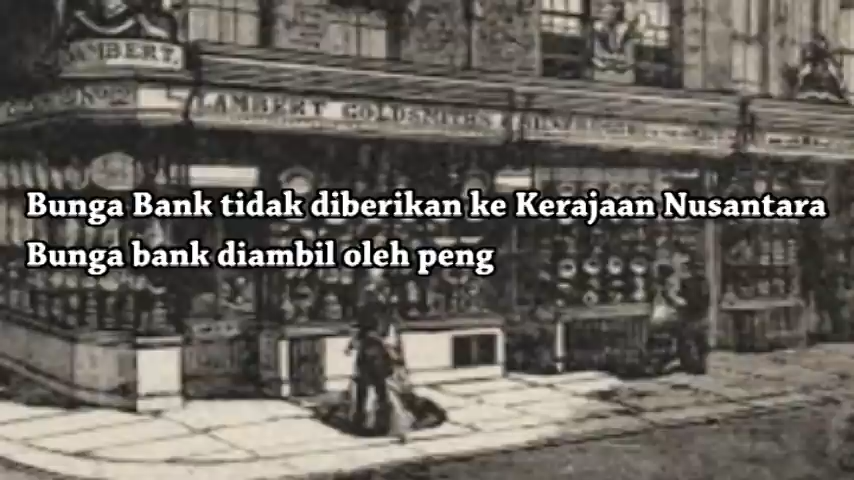 LAMBERT,
LAMBERT GOLDSMITHS
Bunga Bank tidak diberikan ke Kerajaan Nusantara
Bunga bank diambil oleh peng